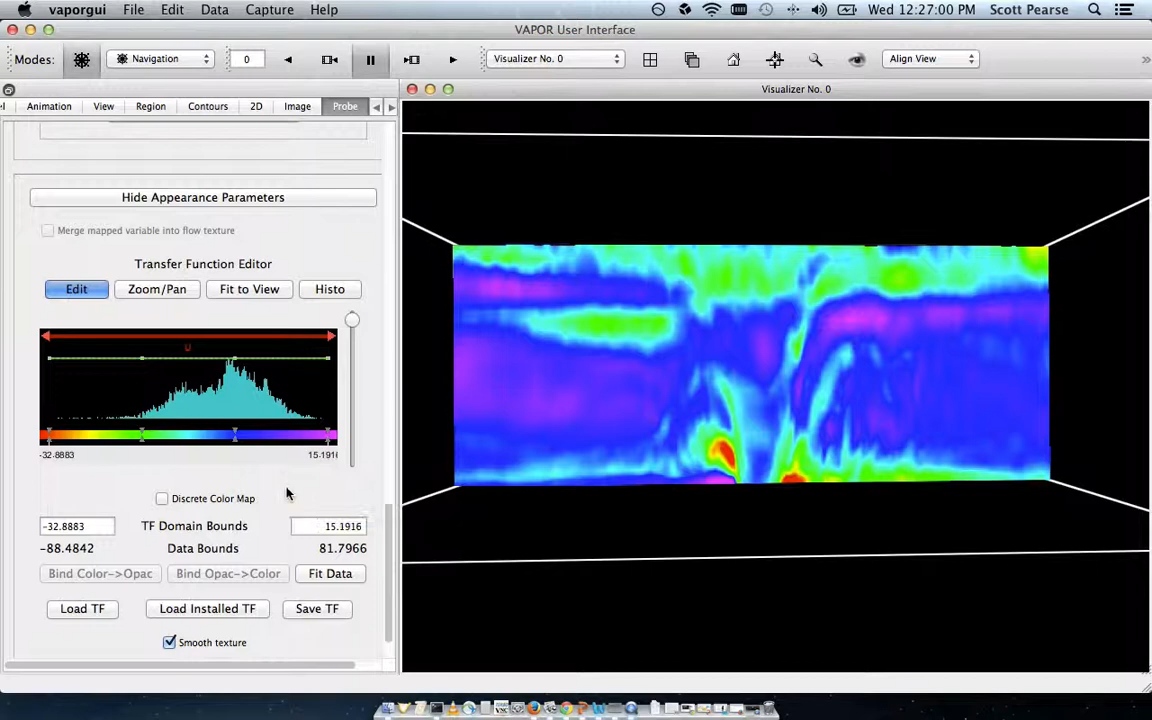 vaporgui File Edit Data Capture Help Wed 12:27:00 PM Scott Pearse
VAPOR User Interface
Modes: Navigation 0 Visualizer No. 0 Align View »
Visualizer No. 0
el Animation View Region Contours 2D Image Probe
Hide Appearance Parameters
Merge mapped variable into flow texture
Transfer Function Editor
Edit Zoom/Pan Fit to View Histo
U
-32.8883 15.1916
Discrete Color Map
-32.8883 TF Domain Bounds 15.1916
-88.4842 Data Bounds 81.7966
Bind Color->Opac Bind Opac->Color Fit Data
Load TF Load Installed TF Save TF
Smooth texture